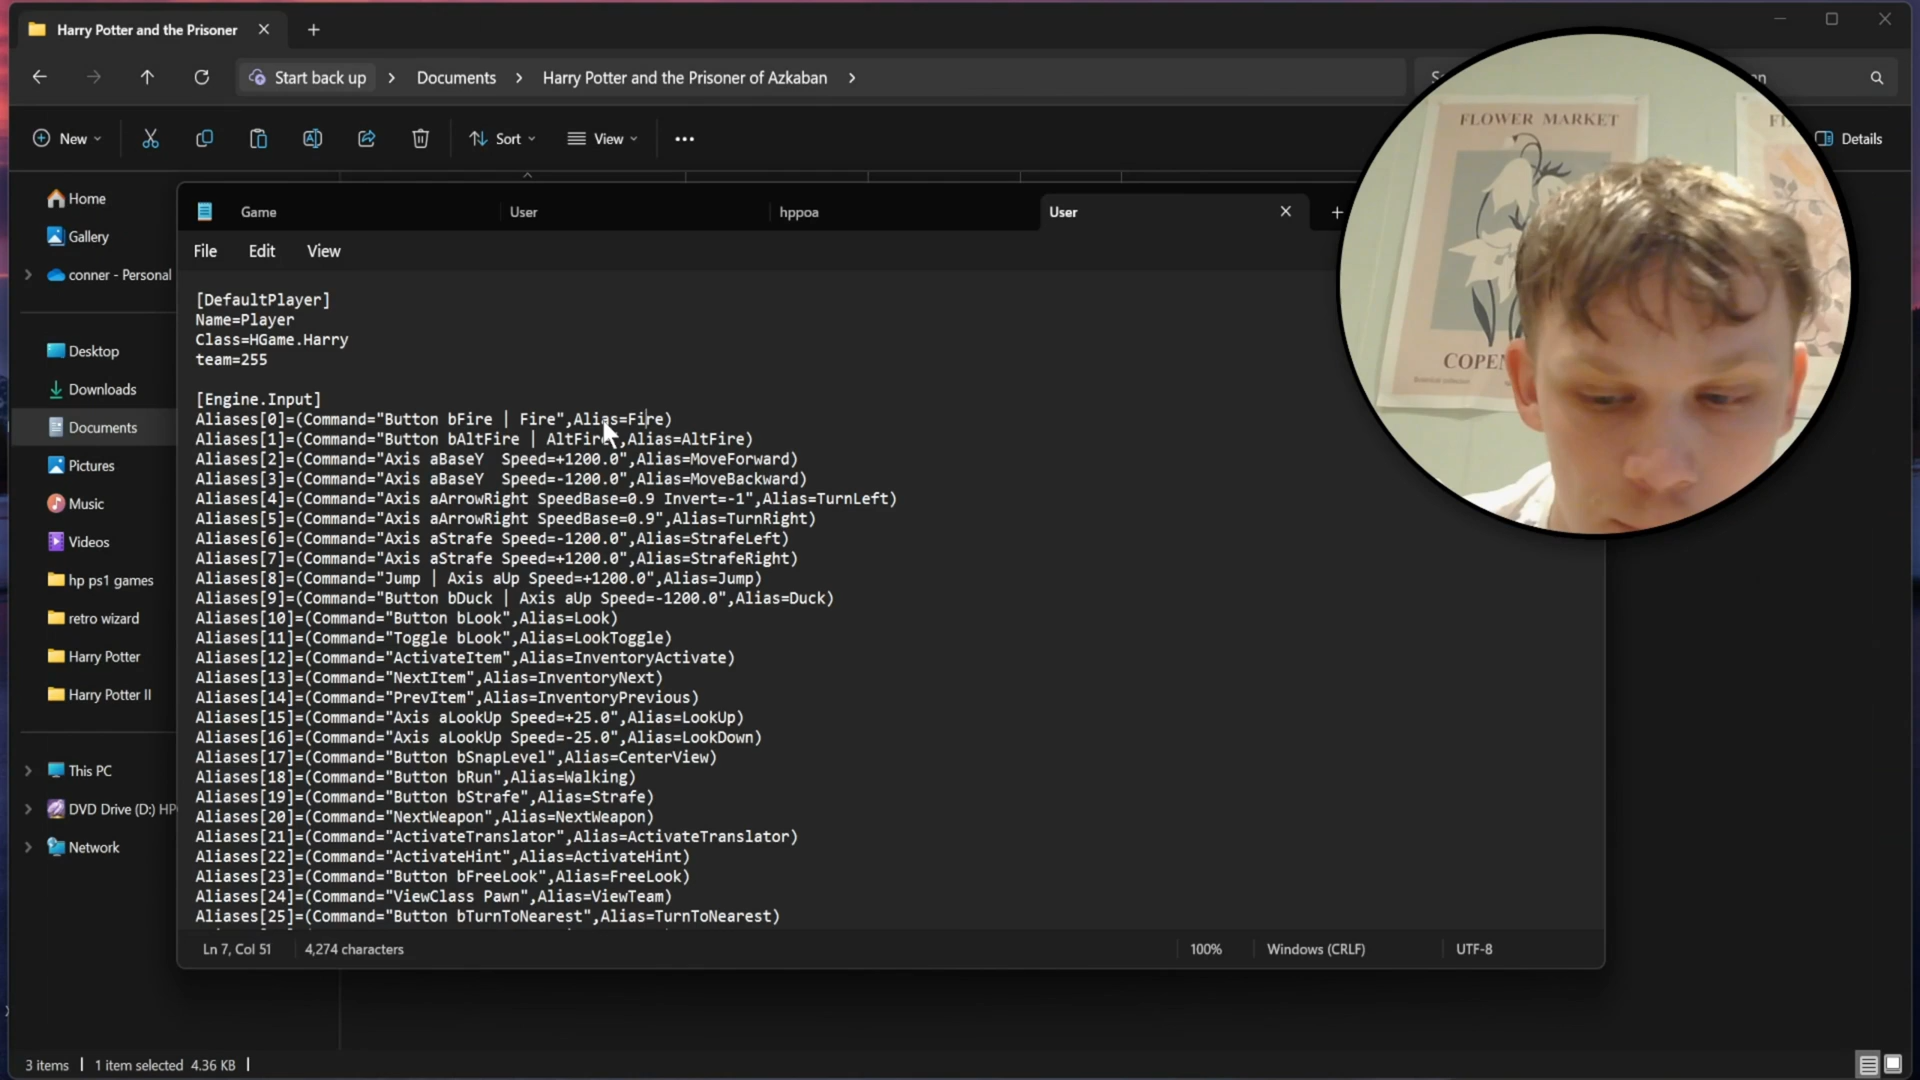 Harry Potter and the Prisoner
Start back up
Documents
Harry Potter and the Prisoner of Azkaban
New
Sort
View
Details
Home
Gallery
conner - Personal
Desktop
Downloads
Documents
Pictures
Music
Videos
hp ps1 games
retro wizard
Harry Potter
Harry Potter II
This PC
DVD Drive (D:) HP
Network
Game
User
hppoa
User
File
Edit
View
[DefaultPlayer]
Name=Player
Class=HGame.Harry
team=255
[Engine.Input]
Aliases[0]=(Command="Button bFire | Fire",Alias=Fire)
Aliases[1]=(Command="Button bAltFire | AltFire",Alias=AltFire)
Aliases[2]=(Command="Axis aBaseY  Speed=+1200.0",Alias=MoveForward)
Aliases[3]=(Command="Axis aBaseY  Speed=-1200.0",Alias=MoveBackward)
Aliases[4]=(Command="Axis aArrowRight SpeedBase=0.9 Invert=-1",Alias=TurnLeft)
Aliases[5]=(Command="Axis aArrowRight SpeedBase=0.9",Alias=TurnRight)
Aliases[6]=(Command="Axis aStrafe Speed=-1200.0",Alias=StrafeLeft)
Aliases[7]=(Command="Axis aStrafe Speed=+1200.0",Alias=StrafeRight)
Aliases[8]=(Command="Jump | Axis aUp Speed=+1200.0",Alias=Jump)
Aliases[9]=(Command="Button bDuck | Axis aUp Speed=-1200.0",Alias=Duck)
Aliases[10]=(Command="Button bLook",Alias=Look)
Aliases[11]=(Command="Toggle bLook",Alias=LookToggle)
Aliases[12]=(Command="ActivateItem",Alias=InventoryActivate)
Aliases[13]=(Command="NextItem",Alias=InventoryNext)
Aliases[14]=(Command="PrevItem",Alias=InventoryPrevious)
Aliases[15]=(Command="Axis aLookUp Speed=+25.0",Alias=LookUp)
Aliases[16]=(Command="Axis aLookUp Speed=-25.0",Alias=LookDown)
Aliases[17]=(Command="Button bSnapLevel",Alias=CenterView)
Aliases[18]=(Command="Button bRun",Alias=Walking)
Aliases[19]=(Command="Button bStrafe",Alias=Strafe)
Aliases[20]=(Command="NextWeapon",Alias=NextWeapon)
Aliases[21]=(Command="ActivateTranslator",Alias=ActivateTranslator)
Aliases[22]=(Command="ActivateHint",Alias=ActivateHint)
Aliases[23]=(Command="Button bFreeLook",Alias=FreeLook)
Aliases[24]=(Command="ViewClass Pawn",Alias=ViewTeam)
Aliases[25]=(Command="Button bTurnToNearest",Alias=TurnToNearest)
Ln 7, Col 51
4,274 characters
100%
Windows (CRLF)
UTF-8
3 items
1 item selected 4.36 KB
FLOWER MARKET
COPEN